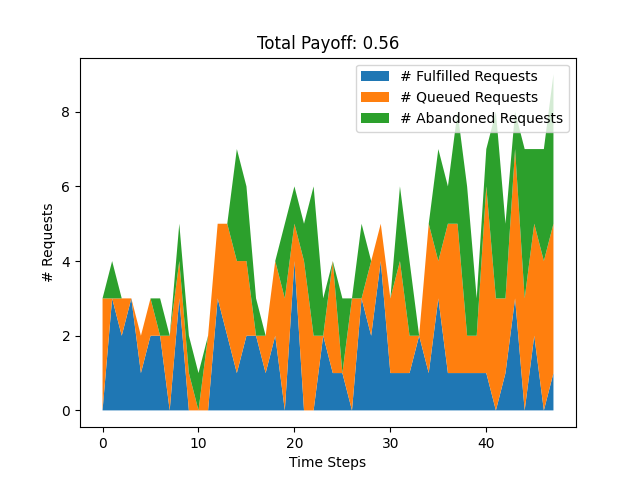 Total Payoff: 0.56
# Fulfilled Requests
# Queued Requests
# Abandoned Requests
# Requests
8
6
4
2
0
0 10 20 30 40
Time Steps